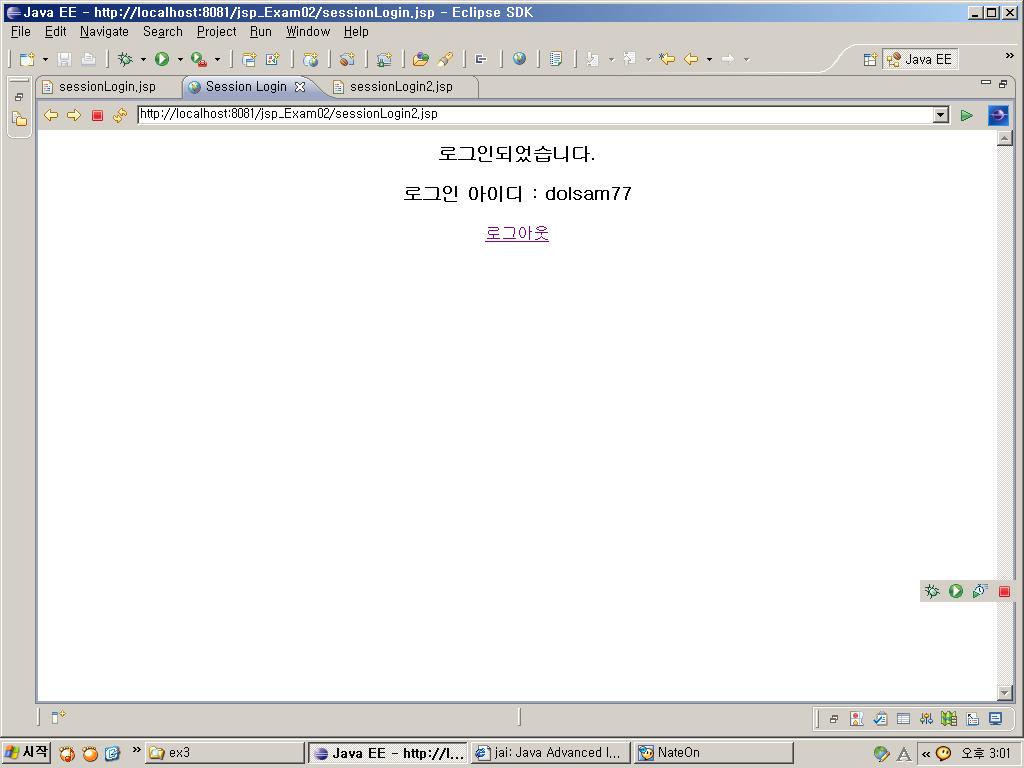 Java EE - http://localhost:8081/jsp_Exam02/sessionLogin.jsp - Eclipse SDK
File Edit Navigate Search Project Run Window Help
Java EE »
sessionLogin.jsp Session Login sessionLogin2.jsp
http://localhost:8081/jsp_Exam02/sessionLogin2.jsp
로그인되었습니다.
로그인 아이디 : dolsam77
로그아웃
시작 » ex3 Java EE - http://l... jai: Java Advanced I... NateOn A « 오후 3:01